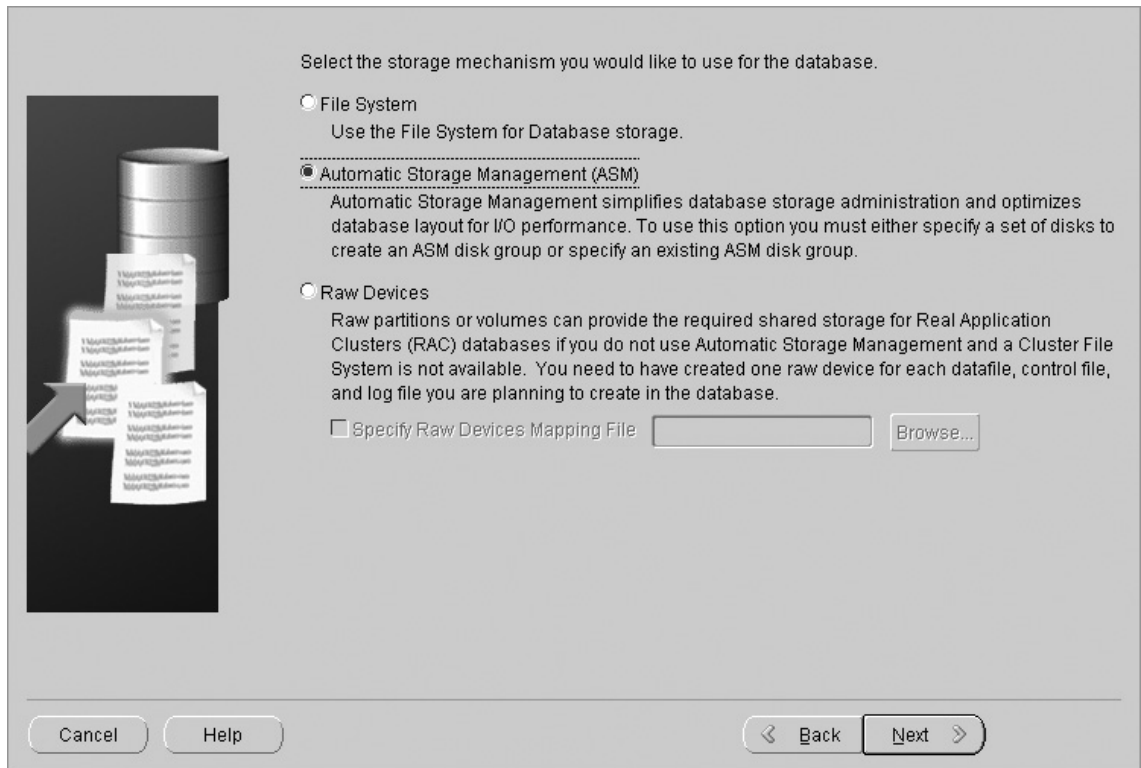 Select the storage mechanism you would like to use for the database.
File System
Use the File System for Database storage.
Automatic Storage Management (ASM)
Automatic Storage Management simplifies database storage administration and optimizes
database layout for I/O performance. To use this option you must either specify a set of disks to
create an ASM disk group or specify an existing ASM disk group.
Raw Devices
Raw partitions or volumes can provide the required shared storage for Real Application
Clusters (RAC) databases if you do not use Automatic Storage Management and a Cluster File
System is not available. You need to have created one raw device for each datafile, control file,
and log file you are planning to create in the database.
Specify Raw Devices Mapping File
Browse...
Cancel
Help
Back
Next